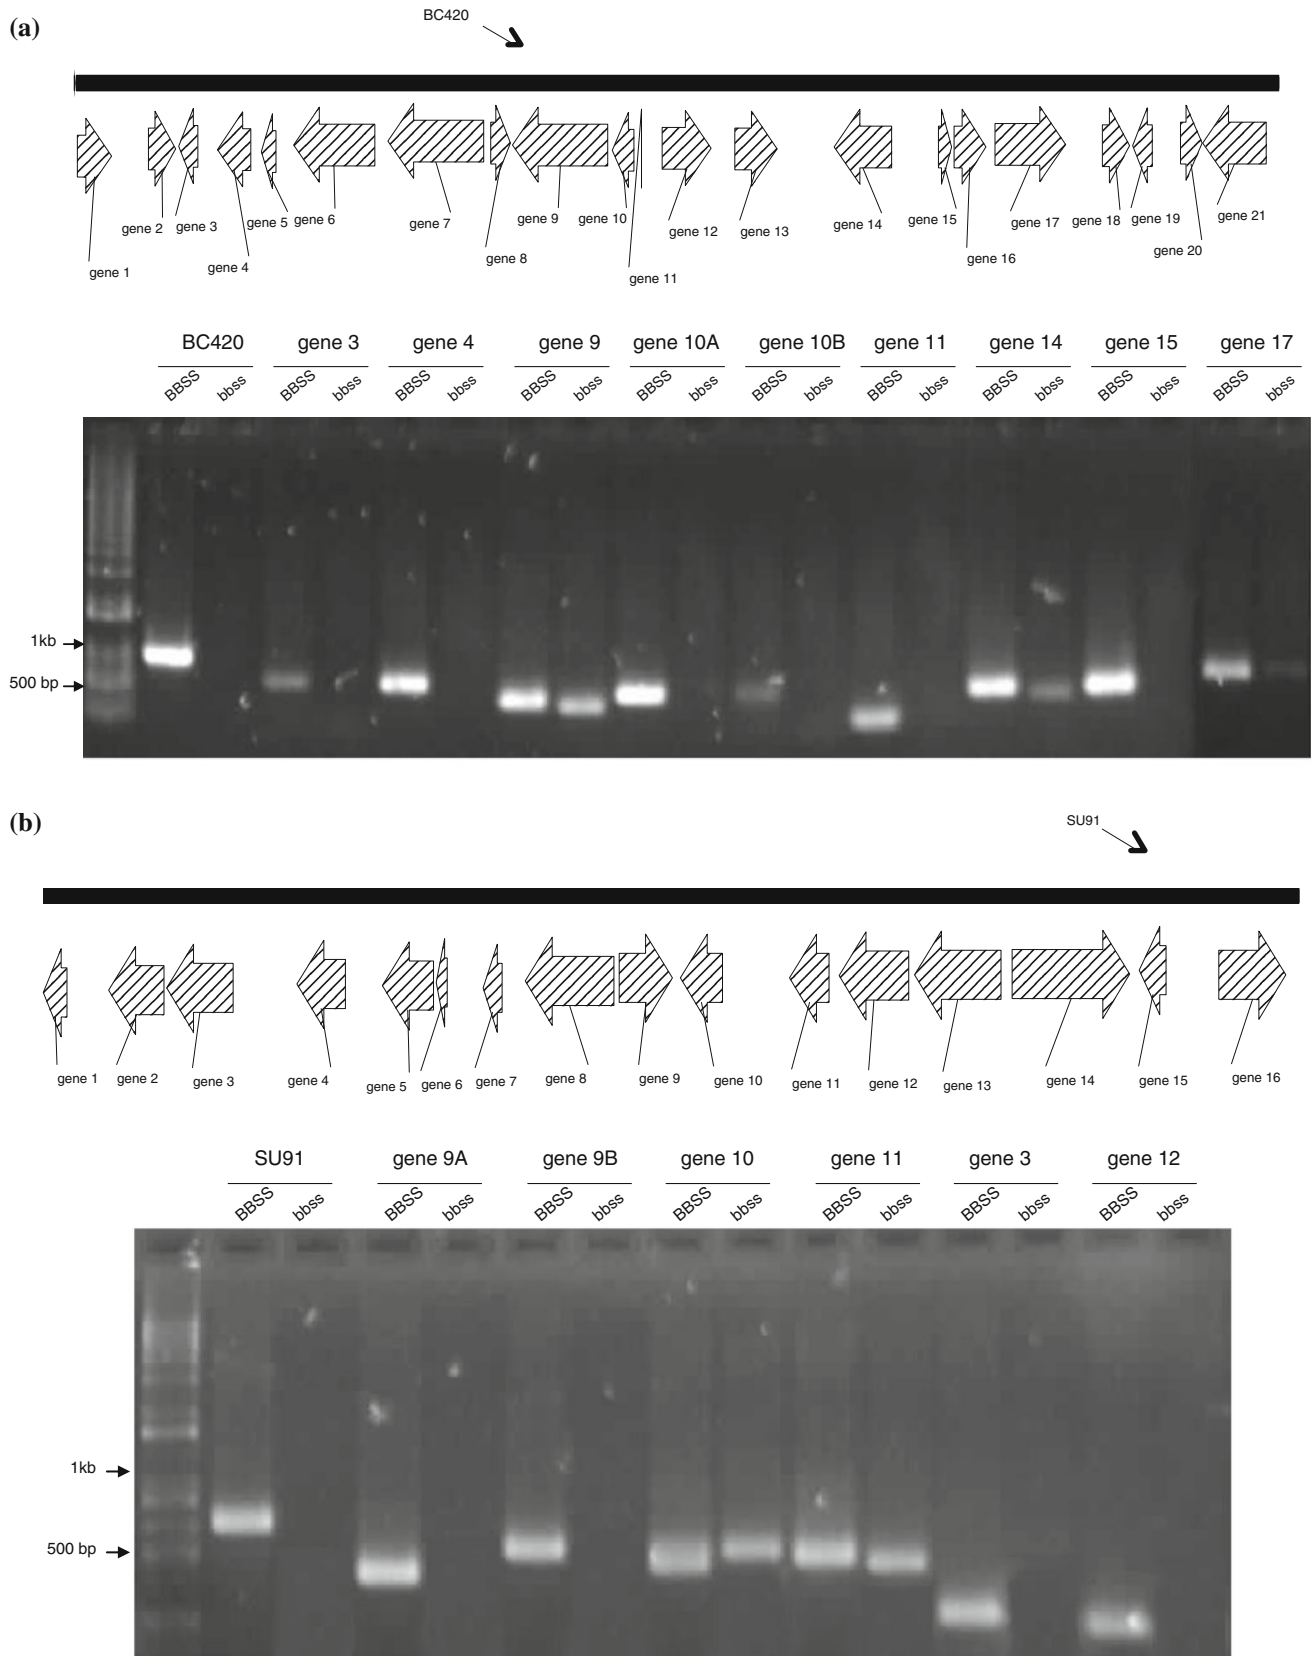 (a)
BC420
gene 1
gene 2
gene 3
gene 4
gene 5
gene 6
gene 7
gene 8
gene 9
gene 10
gene 11
gene 12
gene 13
gene 14
gene 15
gene 16
gene 17
gene 18
gene 19
gene 20
gene 21
BC420 gene 3 gene 4 gene 9 gene 10A gene 10B gene 11 gene 14 gene 15 gene 17
BBSS bbss BBSS bbss BBSS bbss BBSS bbss BBSS bbss BBSS bbss BBSS bbss BBSS bbss BBSS bbss BBSS bbss
1kb
500 bp
(b)
SU91
gene 1
gene 2
gene 3
gene 4
gene 5
gene 6
gene 7
gene 8
gene 9
gene 10
gene 11
gene 12
gene 13
gene 14
gene 15
gene 16
SU91 gene 9A gene 9B gene 10 gene 11 gene 3 gene 12
BBSS bbss BBSS bbss BBSS bbss BBSS bbss BBSS bbss BBSS bbss BBSS bbss
1kb
500 bp